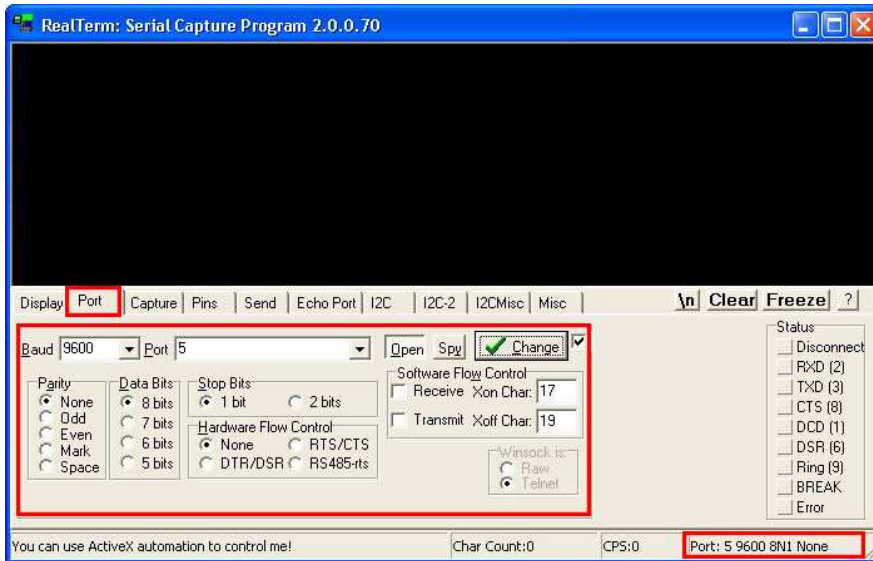 RealTerm: Serial Capture Program 2.0.0.70
Display Port Capture Pins Send Echo Port I2C I2C-2 I2CMisc Misc \n Clear Freeze ?
Baud 9600 Port 5 Open Spy Change
Parity
None
Odd
Even
Mark
Space
Data Bits
8 bits
7 bits
6 bits
5 bits
Stop Bits
1 bit 2 bits
Hardware Flow Control
None RTS/CTS
DTR/DSR RS485-rts
Software Flow Control
Receive Xon Char: 17
Transmit Xoff Char: 19
Winsock is:
Raw
Telnet
Status
Disconnect
RXD (2)
TXD (3)
CTS (8)
DCD (1)
DSR (6)
Ring (9)
BREAK
Error
You can use ActiveX automation to control me! Char Count:0 CPS:0 Port: 5 9600 8N1 None